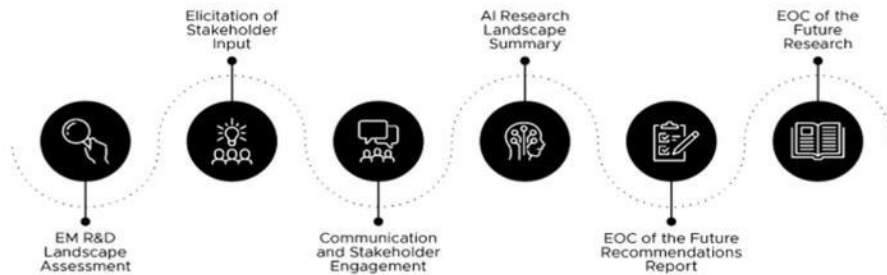 Elicitation of
Stakeholder
Input
AI Research
Landscape
Summary
EOC of the
Future
Research
EM R&D
Landscape
Assessment
Communication
and Stakeholder
Engagement
EOC of the Future
Recommendations
Report